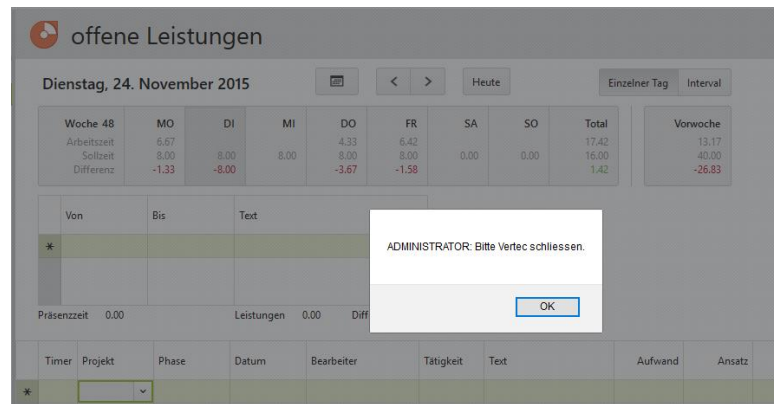 offene Leistungen
Dienstag, 24. November 2015 < > Heute Einzelner Tag Interval
Woche 48 MO DI MI DO FR SA SO Total Vorwoche
Arbeitszeit 6.67 4.33 6.42 17.42 13.17
Sollzeit 8.00 8.00 8.00 8.00 8.00 0.00 0.00 16.00 40.00
Differenz -1.33 -8.00 -3.67 -1.58 1.42 -26.83
Von Bis Text
ADMINISTRATOR: Bitte Vertec schliessen.
OK
Präsenzzeit 0.00 Leistungen 0.00 Diff
Timer Projekt Phase Datum Bearbeiter Tätigkeit Text Aufwand Ansatz